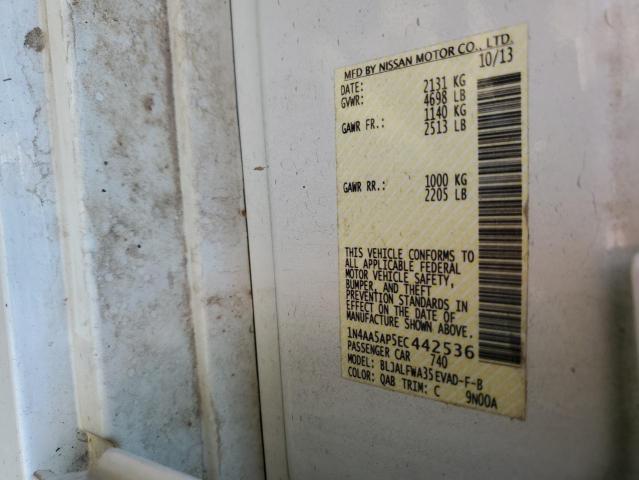 MFD BY NISSAN MOTOR CO., LTD.
DATE: 10/13
GVWR: 2131 KG
4698 LB
GAWR FR.: 1140 KG
2513 LB
GAWR RR.: 1000 KG
2205 LB
THIS VEHICLE CONFORMS TO
ALL APPLICABLE FEDERAL
MOTOR VEHICLE SAFETY,
BUMPER, AND THEFT
PREVENTION STANDARDS IN
EFFECT ON THE DATE OF
MANUFACTURE SHOWN ABOVE.
1N4AA5AP5EC442536
PASSENGER CAR 740
MODEL: BLJALFWA35EVAD-F-B
COLOR: QAB TRIM: C 9N00A